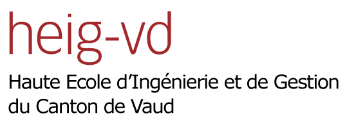 heig-vd
Haute Ecole d'Ingénierie et de Gestion
du Canton de Vaud